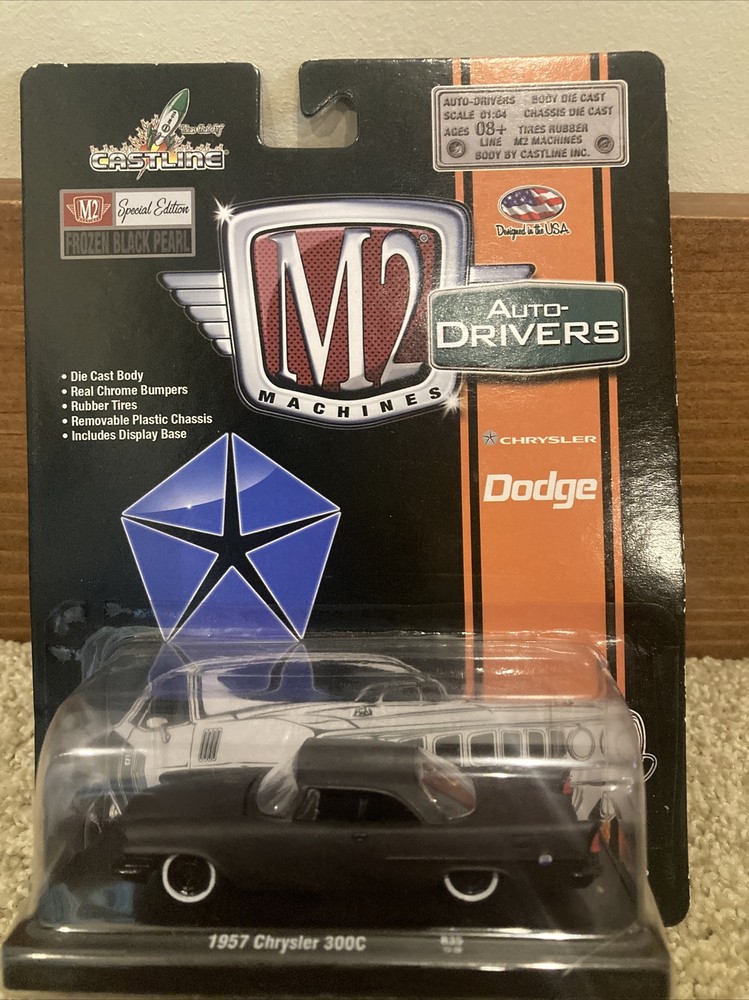 CASTLINE
M2
MACHINES
Special Edition
FROZEN BLACK PEARL
AUTO-DRIVERS BODY DIE CAST
SCALE 01:64 CHASSIS DIE CAST
AGES 08+ TIRES RUBBER
LINE M2 MACHINES
BODY BY CASTLINE INC.
Designed in the USA
M2
MACHINES
AUTO-
DRIVERS
• Die Cast Body
• Real Chrome Bumpers
• Rubber Tires
• Removable Plastic Chassis
• Includes Display Base
CHRYSLER
Dodge
1957 Chrysler 300C
R35